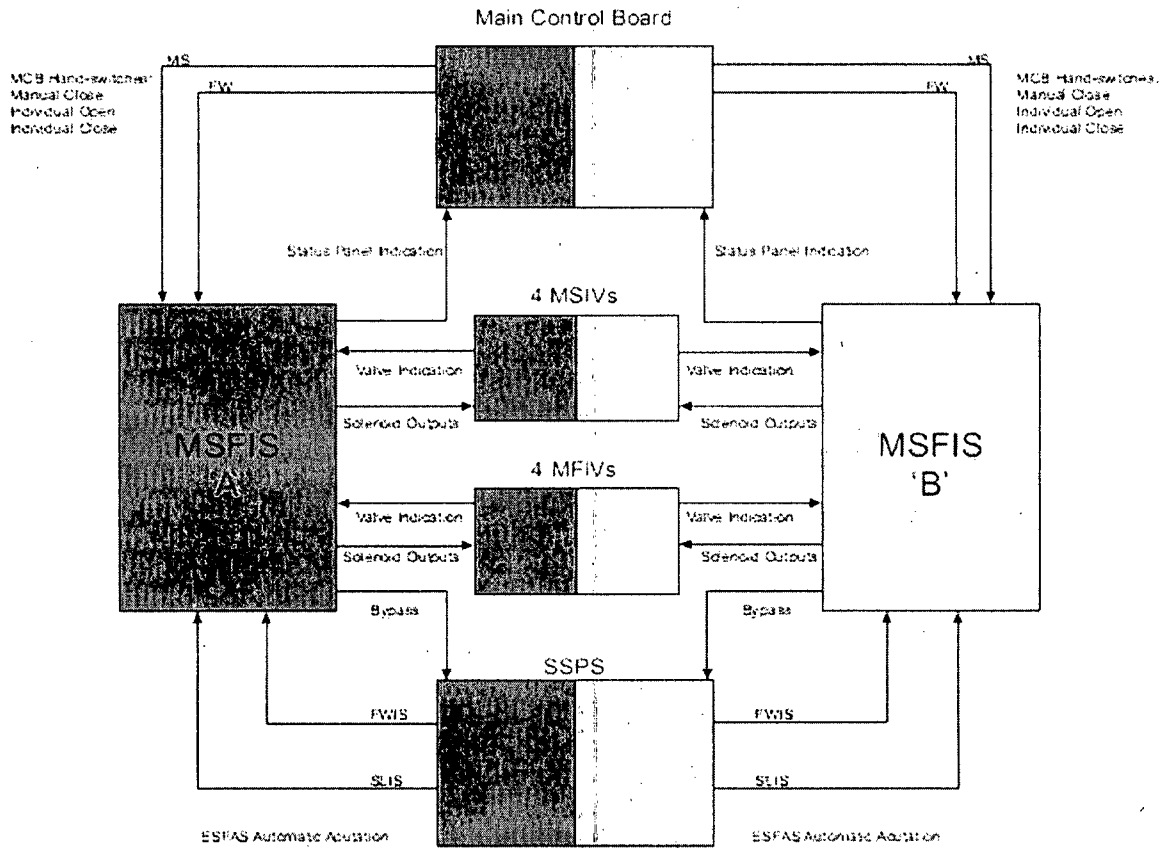 Main Control Board
MS
MS
MCB Hand-switches:
Manual Close
Individual Open
Individual Close
FW
FW
MCB Hand-switches:
Manual Close
Individual Open
Individual Close
Status Panel Indication
Status Panel Indication
4 MSIVs
Valve Indication
Valve Indication
Solenoid Outputs
Solenoid Outputs
MSFIS
'A'
MSFIS
'B'
4 MFIVs
Valve Indication
Valve Indication
Solenoid Outputs
Solenoid Outputs
Bypass
Bypass
SSPS
FWIS
FWIS
SLIS
SLIS
ESFAS Automatic Acutation
ESFAS Automatic Acutation